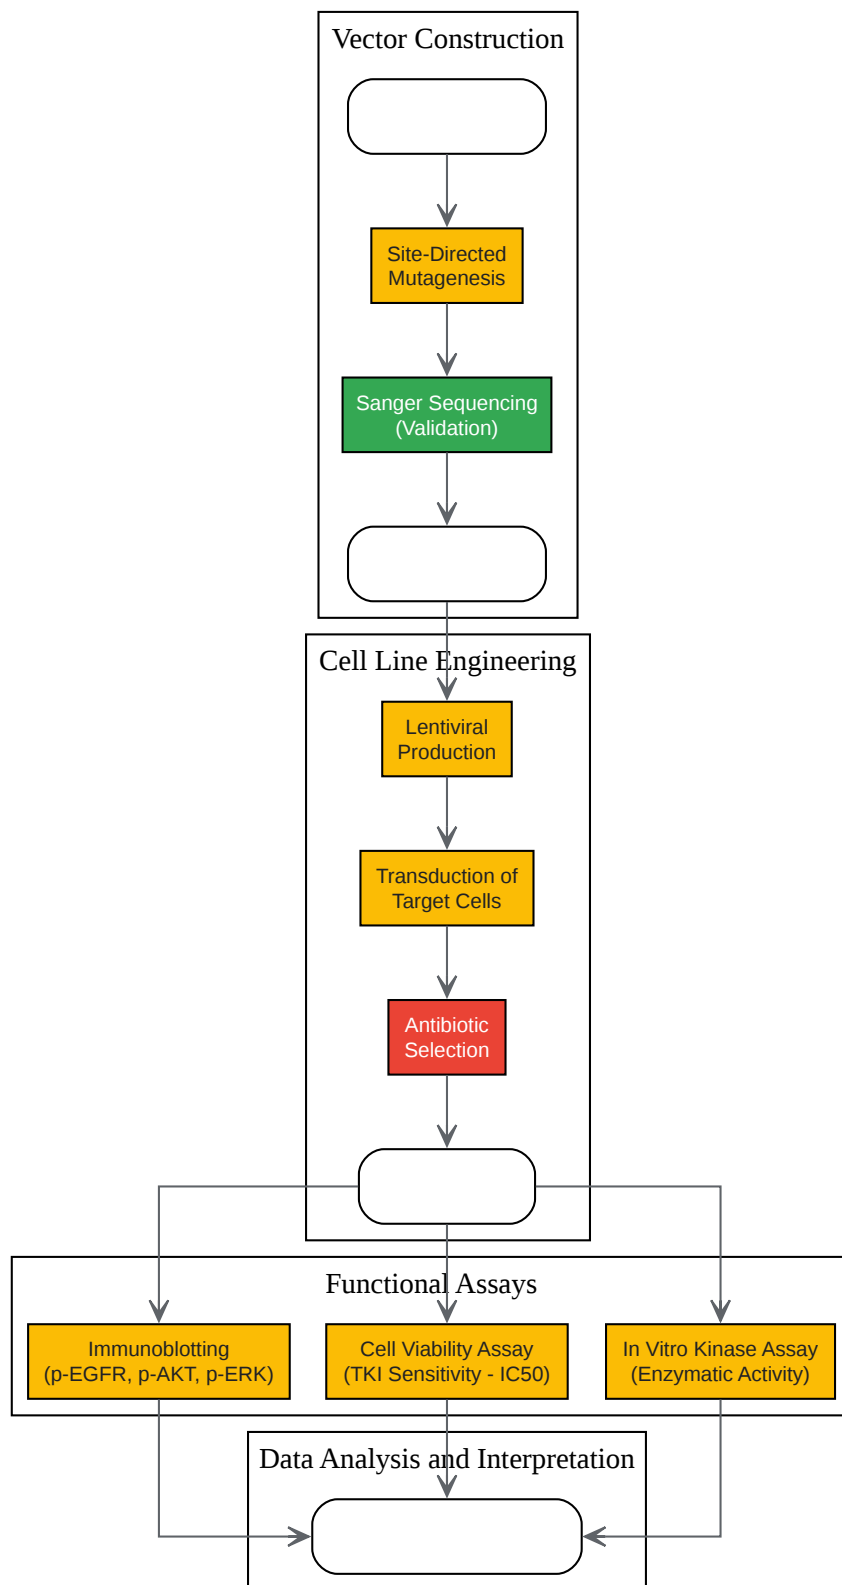 Vector Construction
Site-Directed
Mutagenesis
Sanger Sequencing
(Validation)
Cell Line Engineering
Lentiviral
Production
Transduction of
Target Cells
Antibiotic
Selection
Functional Assays
Immunoblotting
(p-EGFR, p-AKT, p-ERK)
Cell Viability Assay
(TKI Sensitivity - IC50)
In Vitro Kinase Assay
(Enzymatic Activity)
Data Analysis and Interpretation